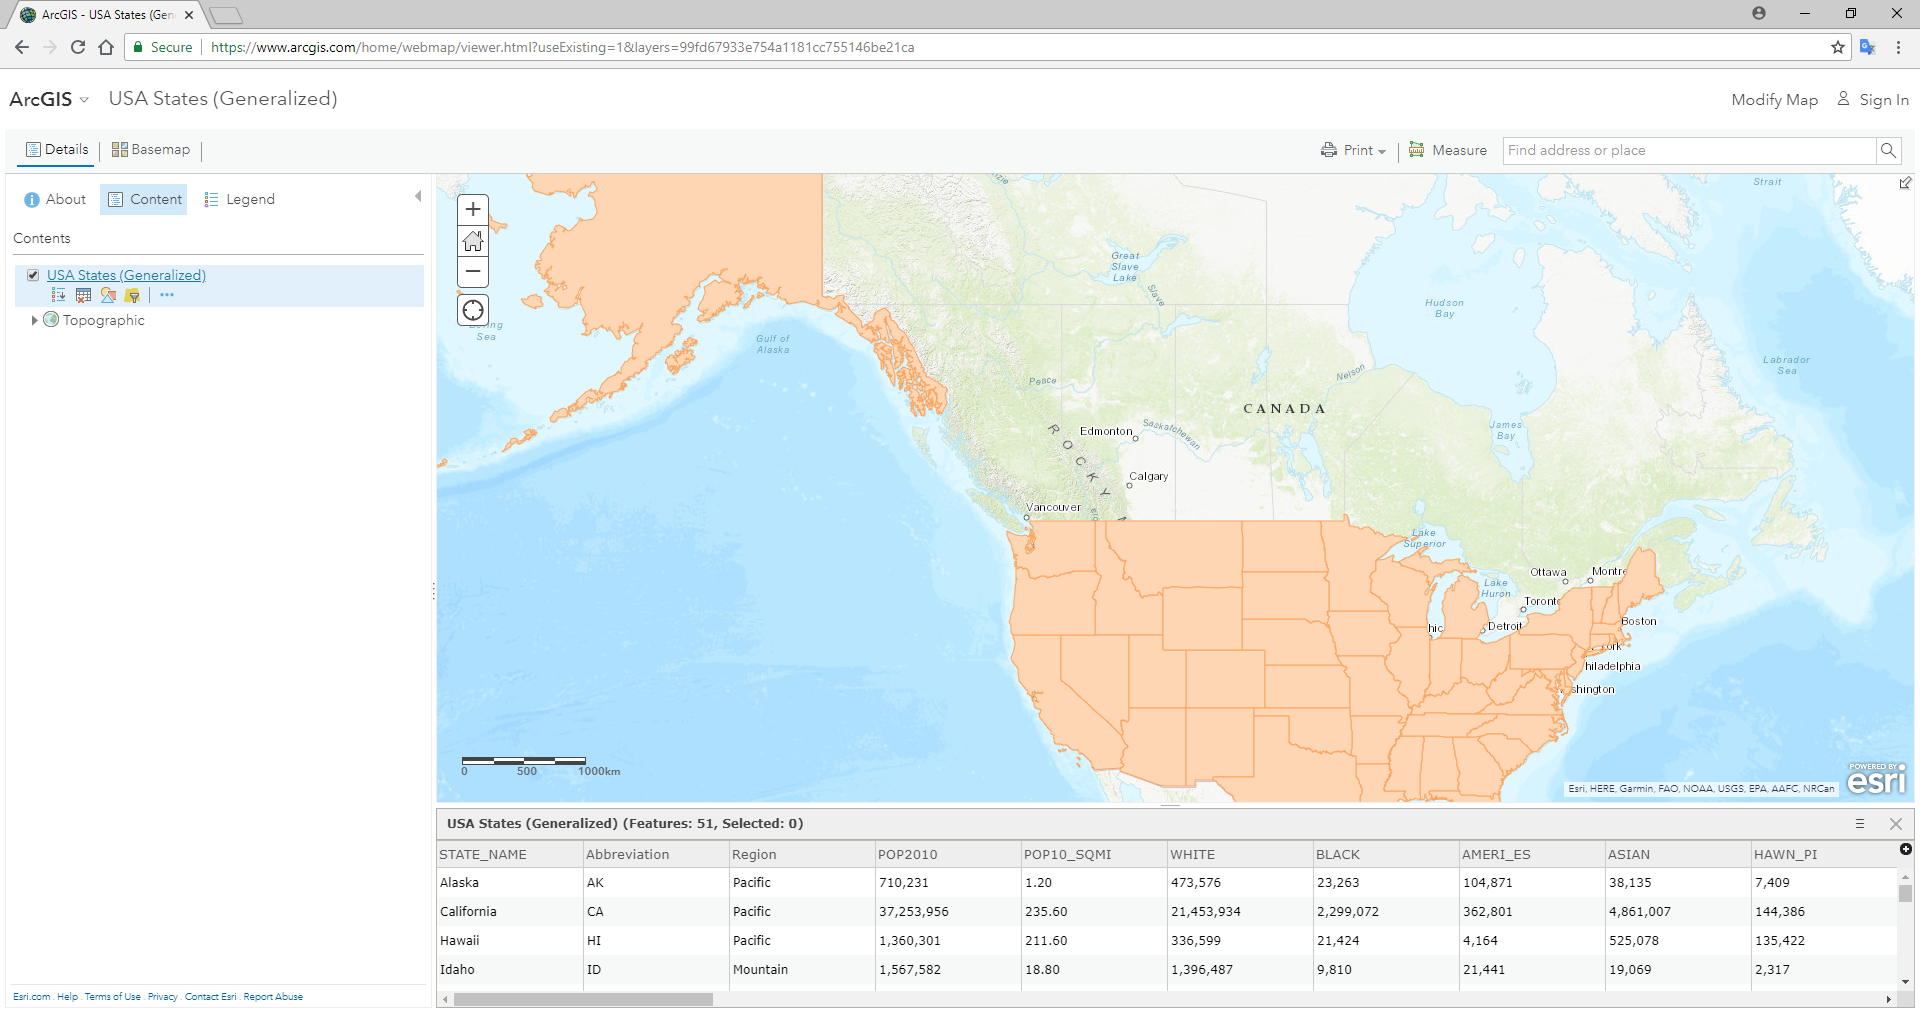 ArcGIS - USA States (Gen
Secure https://www.arcgis.com/home/webmap/viewer.html?useExisting=1&layers=99fd67933e754a1181cc755146be21ca
ArcGIS USA States (Generalized)
Modify Map Sign In
Details Basemap
Print Measure Find address or place
About Content Legend
Contents
USA States (Generalized)
Topographic
Strait
Great
Slave
Lake
Slave
Hudson
Bay
Gulf of
Alaska
Sea
Labrador
Sea
Peace
Nelson
CANADA
James
Bay
Edmonton
Saskatchewan
ROCKY
Calgary
Vancouver
Lake
Superior
Ottawa
Montre
Lake
Huron
Toronto
Boston
hic
Detroit
York
hiladelphia
shington
0 500 1000km
POWERED BY
esri
Esri, HERE, Garmin, FAO, NOAA, USGS, EPA, AAFC, NRCan
USA States (Generalized) (Features: 51, Selected: 0)
STATE_NAME Abbreviation Region POP2010 POP10_SQMI WHITE BLACK AMERI_ES ASIAN HAWN_PI
Alaska AK Pacific 710,231 1.20 473,576 23,263 104,871 38,135 7,409
California CA Pacific 37,253,956 235.60 21,453,934 2,299,072 362,801 4,861,007 144,386
Hawaii HI Pacific 1,360,301 211.60 336,599 21,424 4,164 525,078 135,422
Idaho ID Mountain 1,567,582 18.80 1,396,487 9,810 21,441 19,069 2,317
Esri.com . Help . Terms of Use . Privacy . Contact Esri . Report Abuse